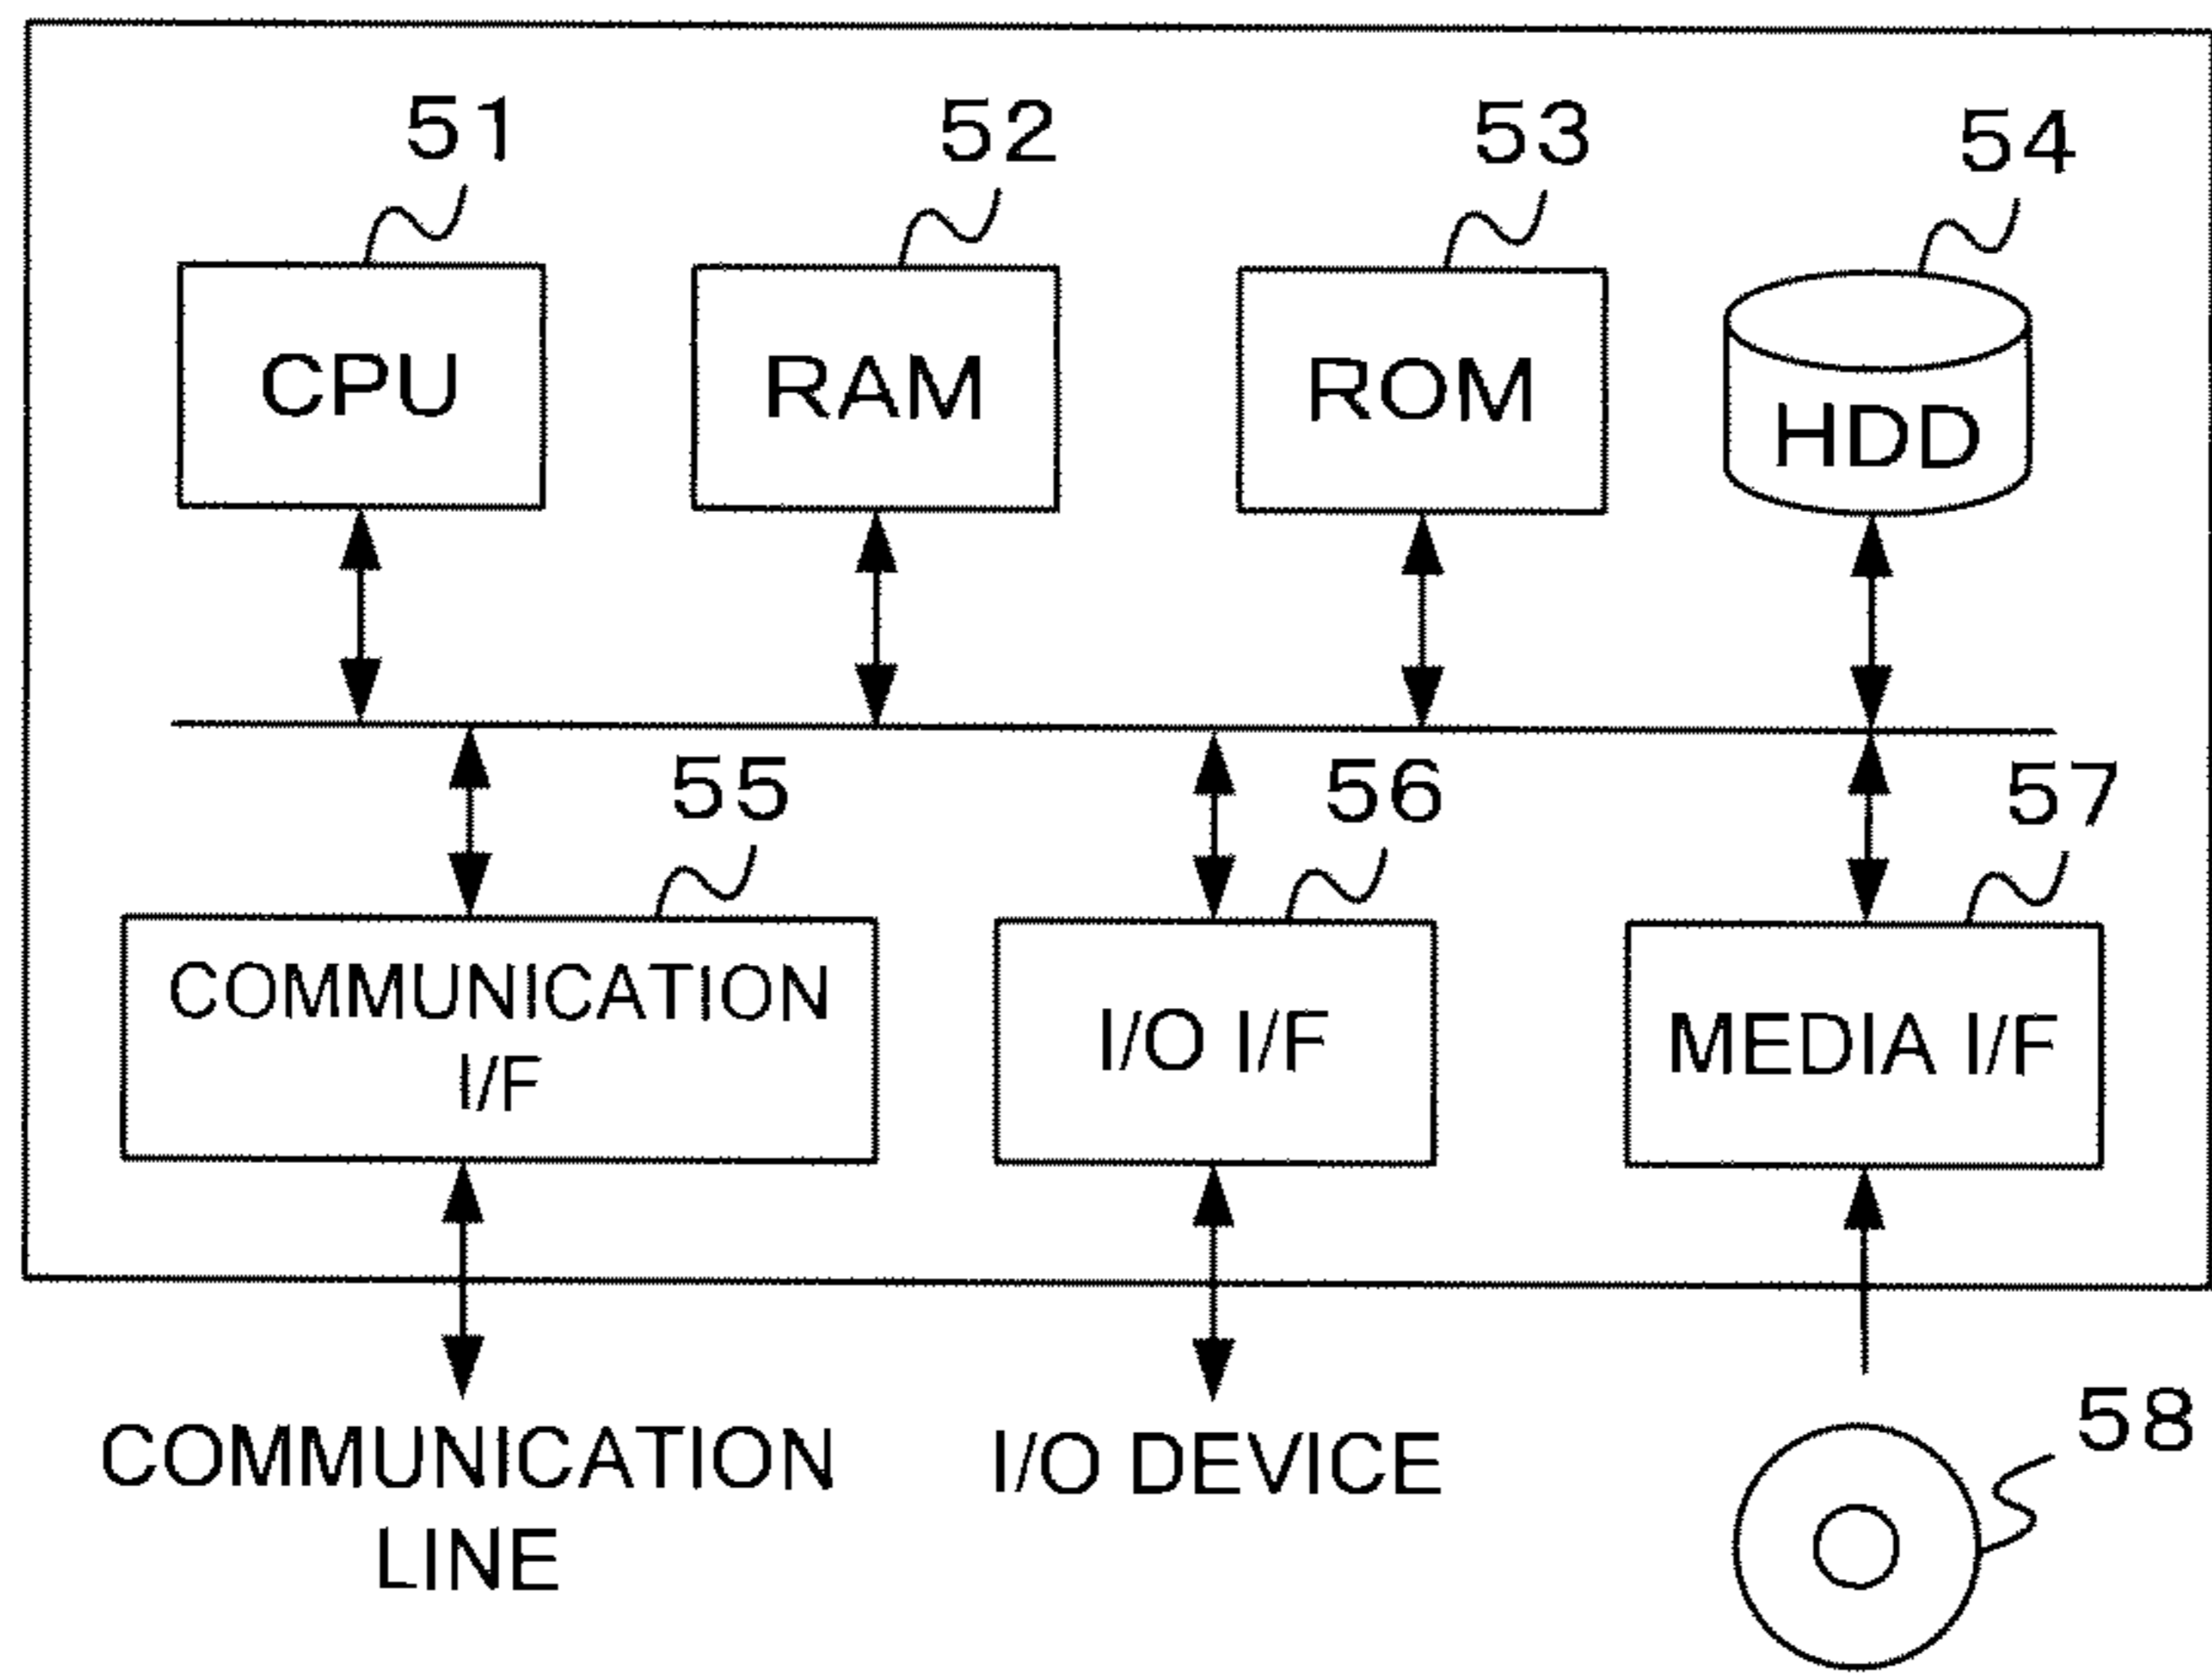 51
52
53
54
CPU
RAM
ROM
HDD
55
56
57
COMMUNICATION
I/F
I/O I/F
MEDIA I/F
COMMUNICATION
LINE
I/O DEVICE
58